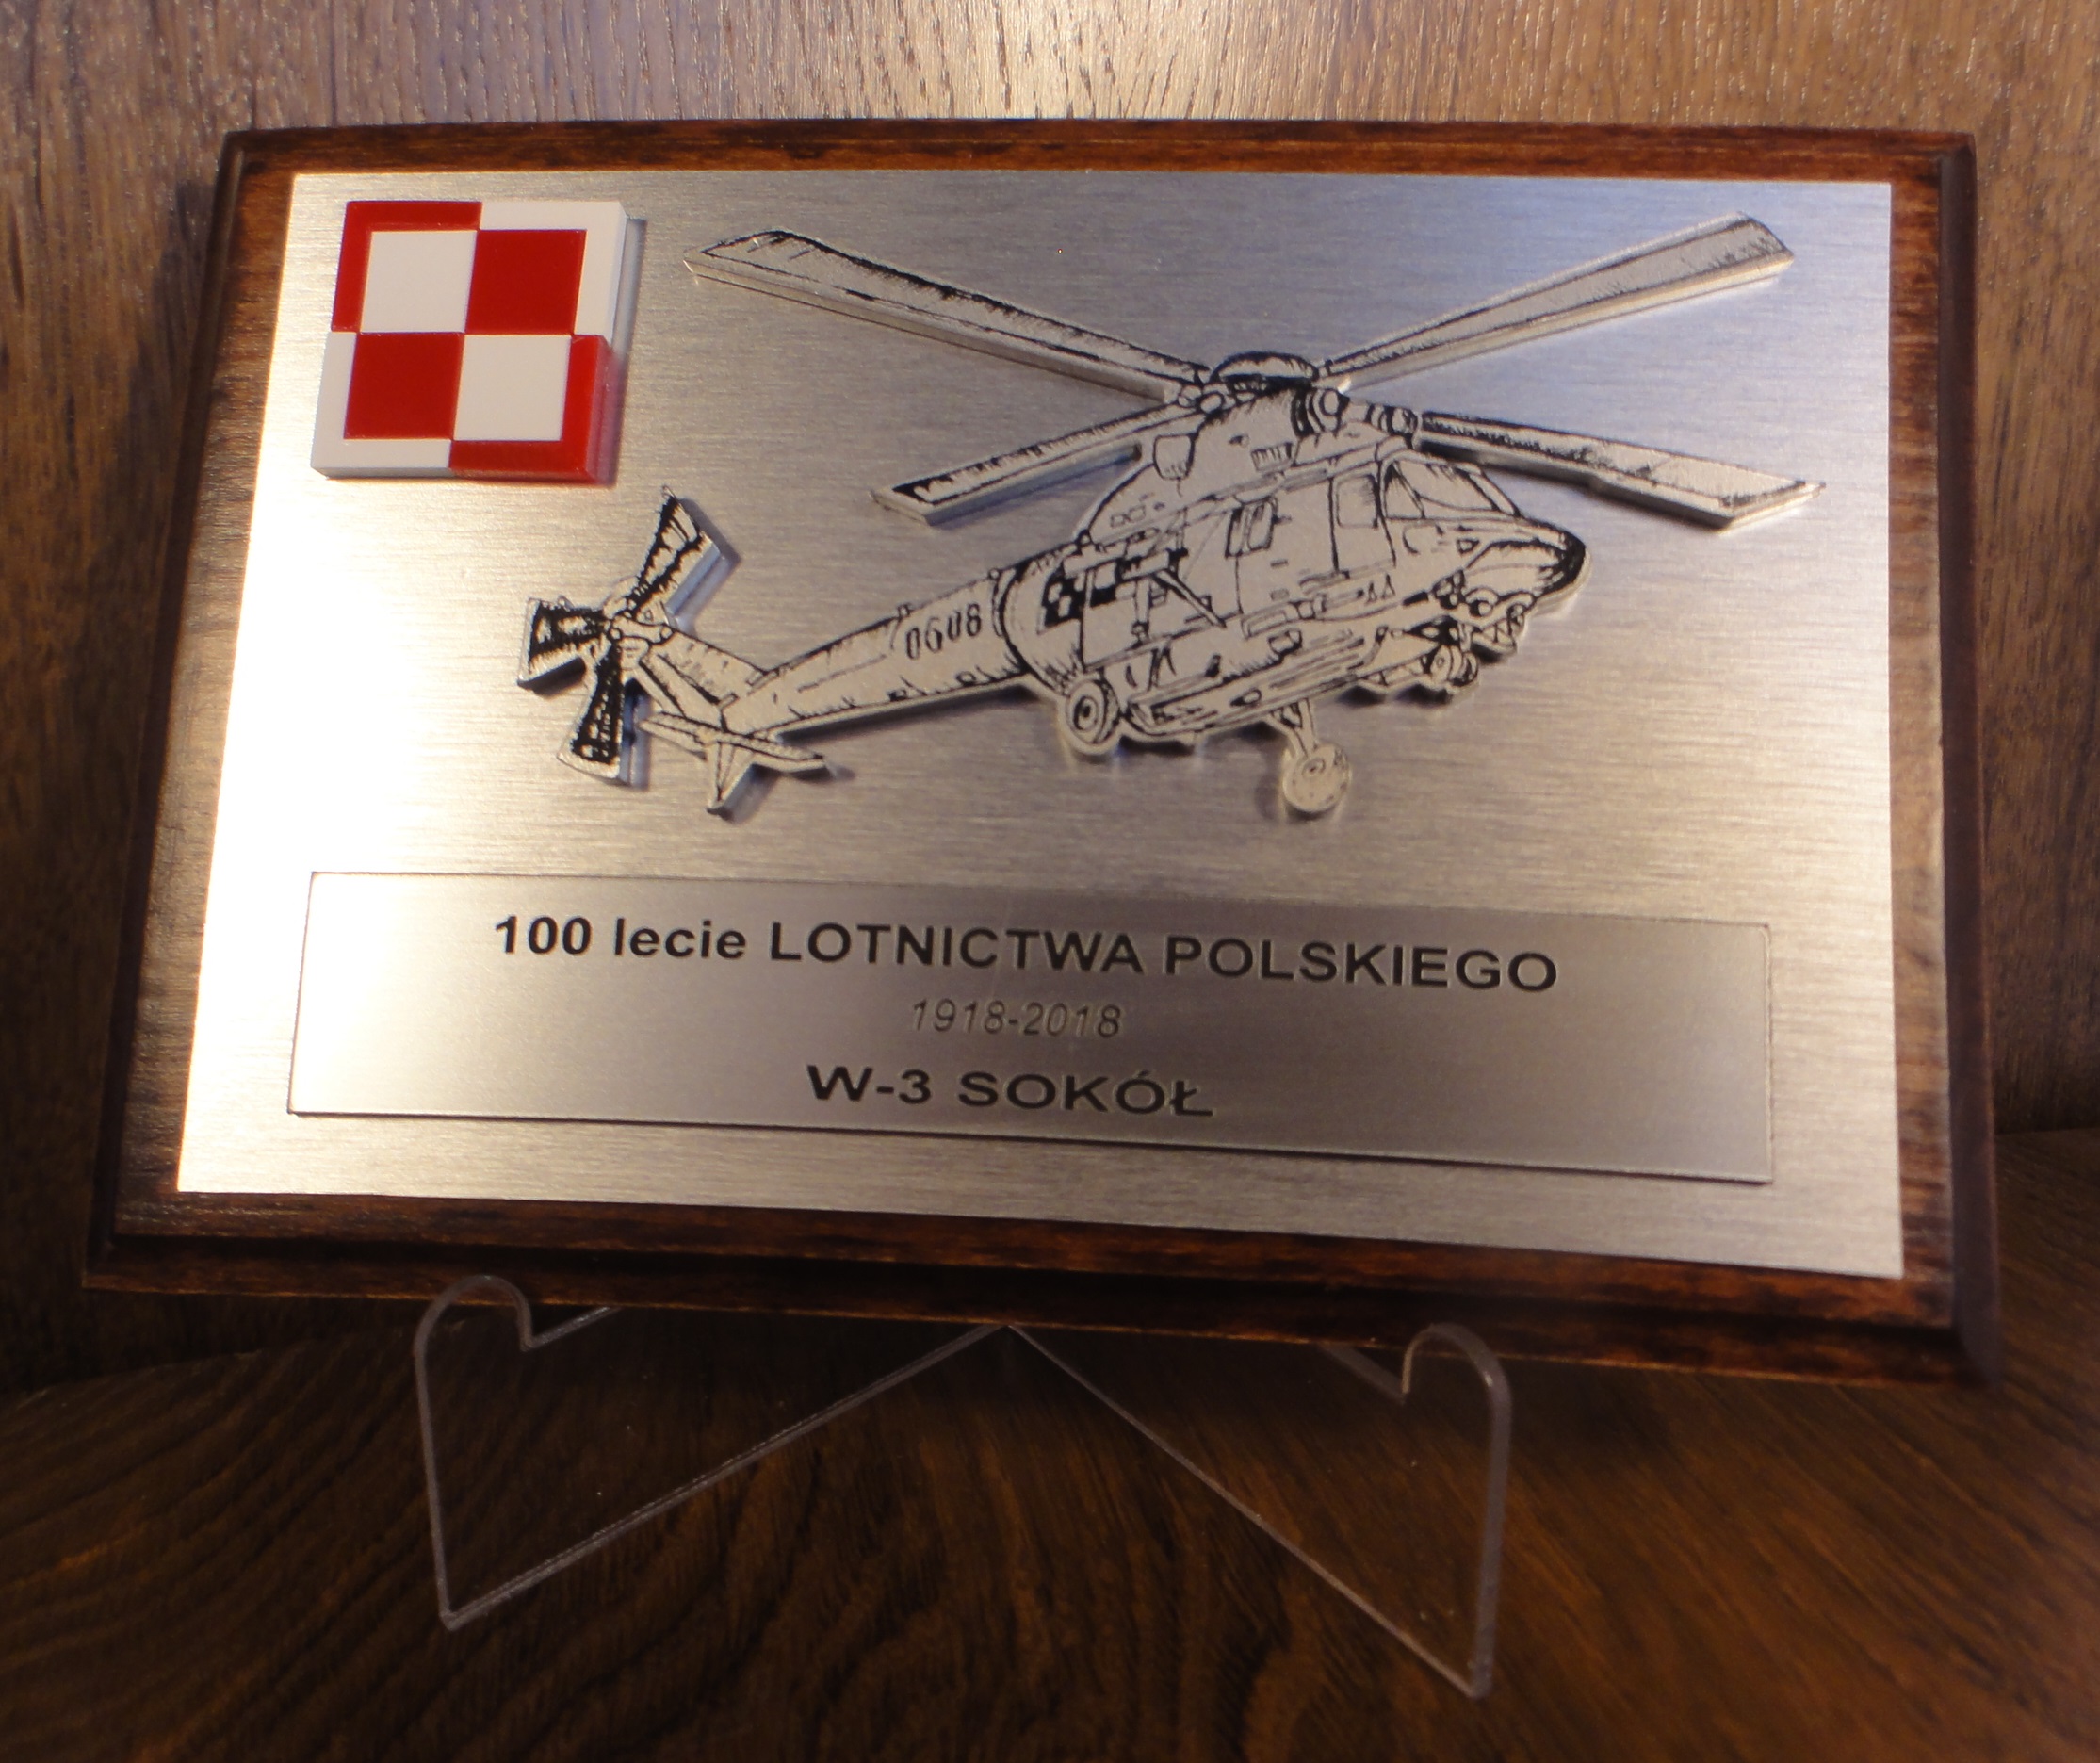 0608
100 lecie LOTNICTWA POLSKIEGO
1918-2018
W-3 SOKÓŁ